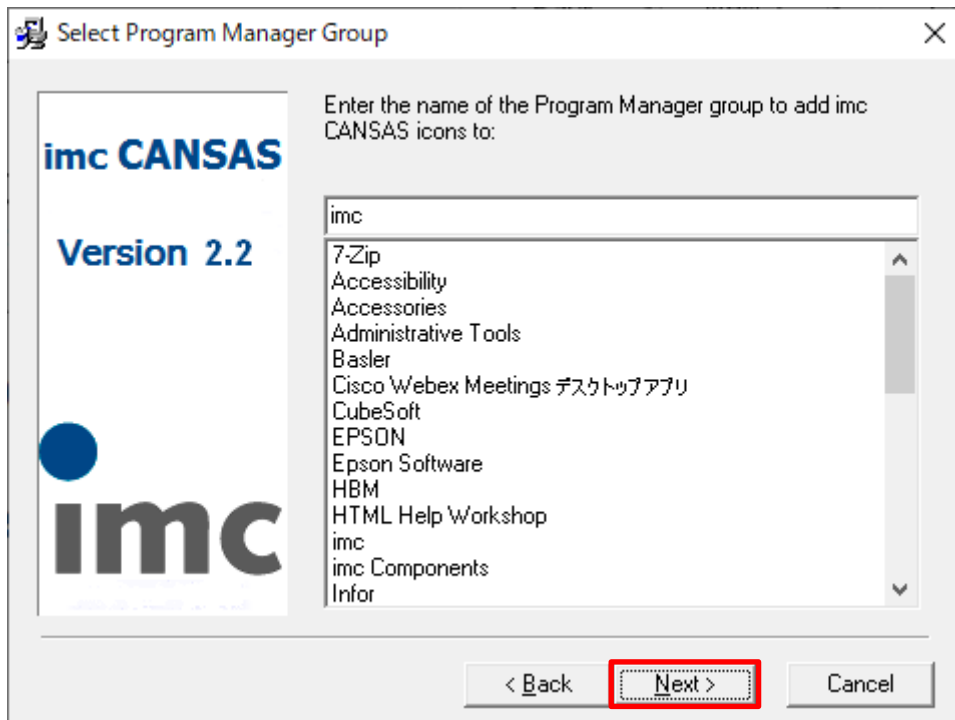 Select Program Manager Group
imc CANSAS
Version 2.2
imc
Enter the name of the Program Manager group to add imc
CANSAS icons to:
imc
7-Zip
Accessibility
Accessories
Administrative Tools
Basler
Cisco Webex Meetings デスクトップアプリ
CubeSoft
EPSON
Epson Software
HBM
HTML Help Workshop
imc
imc Components
Infor
< Back
Next >
Cancel